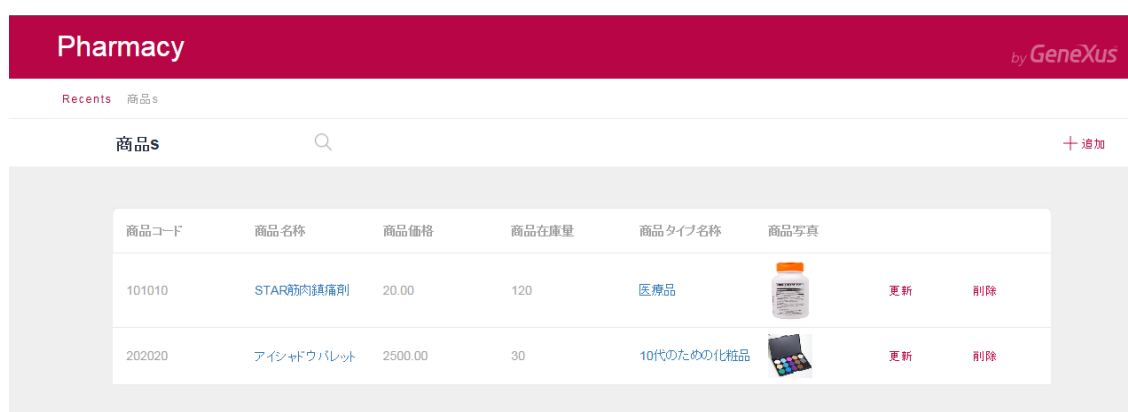 Pharmacy
by GeneXus
Recents 商品s
商品s
追加
商品コード 商品名称 商品価格 商品在庫量 商品タイプ名称 商品写真
101010 STAR筋肉鎮痛剤 20.00 120 医療品 更新 削除
202020 アイシャドウパレット 2500.00 30 10代のための化粧品 更新 削除